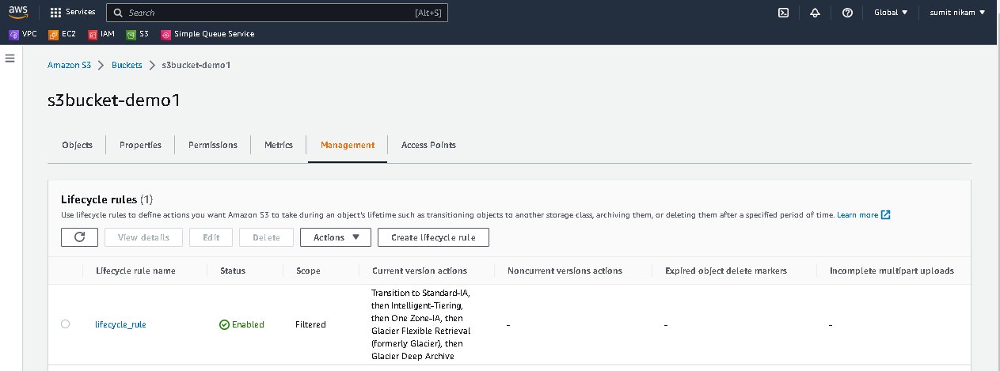 aws Services Search [Alt+S] Global ▼ sumit nikam ▼
VPC EC2 IAM S3 Simple Queue Service
Amazon S3 > Buckets > s3bucket-demo1
s3bucket-demo1
Objects Properties Permissions Metrics Management Access Points
Lifecycle rules (1)
Use lifecycle rules to define actions you want Amazon S3 to take during an object's lifetime such as transitioning objects to another storage class, archiving them, or deleting them after a specified period of time. Learn more
View details Edit Delete Actions ▼ Create lifecycle rule
Lifecycle rule name Status Scope Current version actions Noncurrent versions actions Expired object delete markers Incomplete multipart uploads
Transition to Standard-IA,
then Intelligent-Tiering,
then One Zone-IA, then
lifecycle_rule Enabled Filtered Glacier Flexible Retrieval - - -
(formerly Glacier), then
Glacier Deep Archive